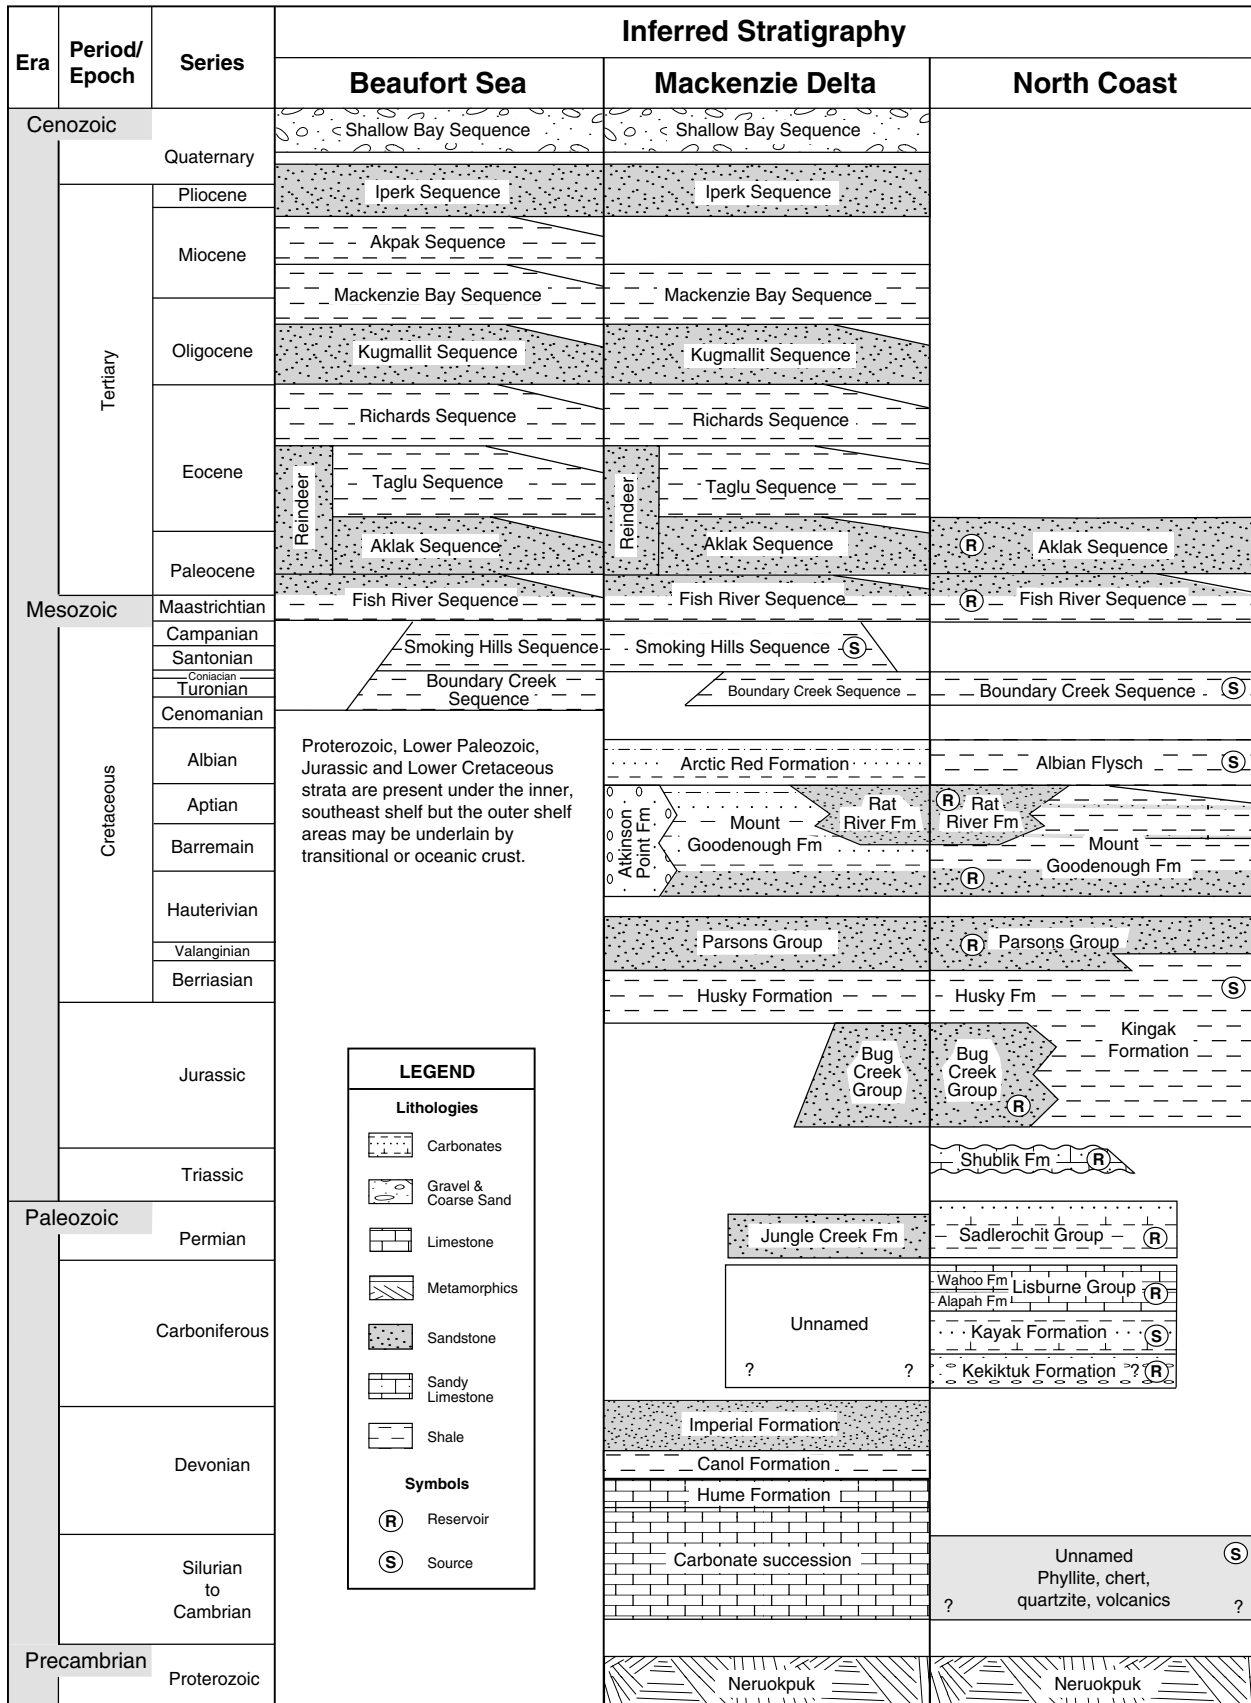 Era
Period/
Epoch
Series
Inferred Stratigraphy
Beaufort Sea
Mackenzie Delta
North Coast
Cenozoic
Quaternary
Tertiary
Pliocene
Miocene
Oligocene
Eocene
Paleocene
Mesozoic
Cretaceous
Maastrichtian
Campanian
Santonian
Coniacian
Turonian
Cenomanian
Albian
Aptian
Barremain
Hauterivian
Valanginian
Berriasian
Jurassic
Triassic
Paleozoic
Permian
Carboniferous
Devonian
Silurian
to
Cambrian
Precambrian
Proterozoic
Shallow Bay Sequence
Iperk Sequence
Akpak Sequence
Mackenzie Bay Sequence
Kugmallit Sequence
Richards Sequence
Reindeer
Taglu Sequence
Aklak Sequence
Fish River Sequence
Smoking Hills Sequence
Boundary Creek
Sequence
Proterozoic, Lower Paleozoic,
Jurassic and Lower Cretaceous
strata are present under the inner,
southeast shelf but the outer shelf
areas may be underlain by
transitional or oceanic crust.
LEGEND
Lithologies
Carbonates
Gravel &
Coarse Sand
Limestone
Metamorphics
Sandstone
Sandy
Limestone
Shale
Symbols
R Reservoir
S Source
Shallow Bay Sequence
Iperk Sequence
Mackenzie Bay Sequence
Kugmallit Sequence
Richards Sequence
Reindeer
Taglu Sequence
Aklak Sequence
Fish River Sequence
Smoking Hills Sequence S
Boundary Creek Sequence
Arctic Red Formation
Atkinson
Point Fm
Mount
Goodenough Fm
Rat
River Fm
Parsons Group
Husky Formation
Bug
Creek
Group
Jungle Creek Fm
Unnamed
? ?
Imperial Formation
Canol Formation
Hume Formation
Carbonate succession
Neruokpuk
R Aklak Sequence
R Fish River Sequence
Boundary Creek Sequence S
Albian Flysch S
R Rat
River Fm
Mount
Goodenough Fm
R
R Parsons Group
Husky Fm S
Kingak
Formation
Bug
Creek
Group
R
Shublik Fm R
Sadlerochit Group R
Wahoo Fm
Alapah Fm
Lisburne Group R
Kayak Formation S
Kekiktuk Formation ? R
Unnamed S
Phyllite, chert,
quartzite, volcanics
? ?
Neruokpuk